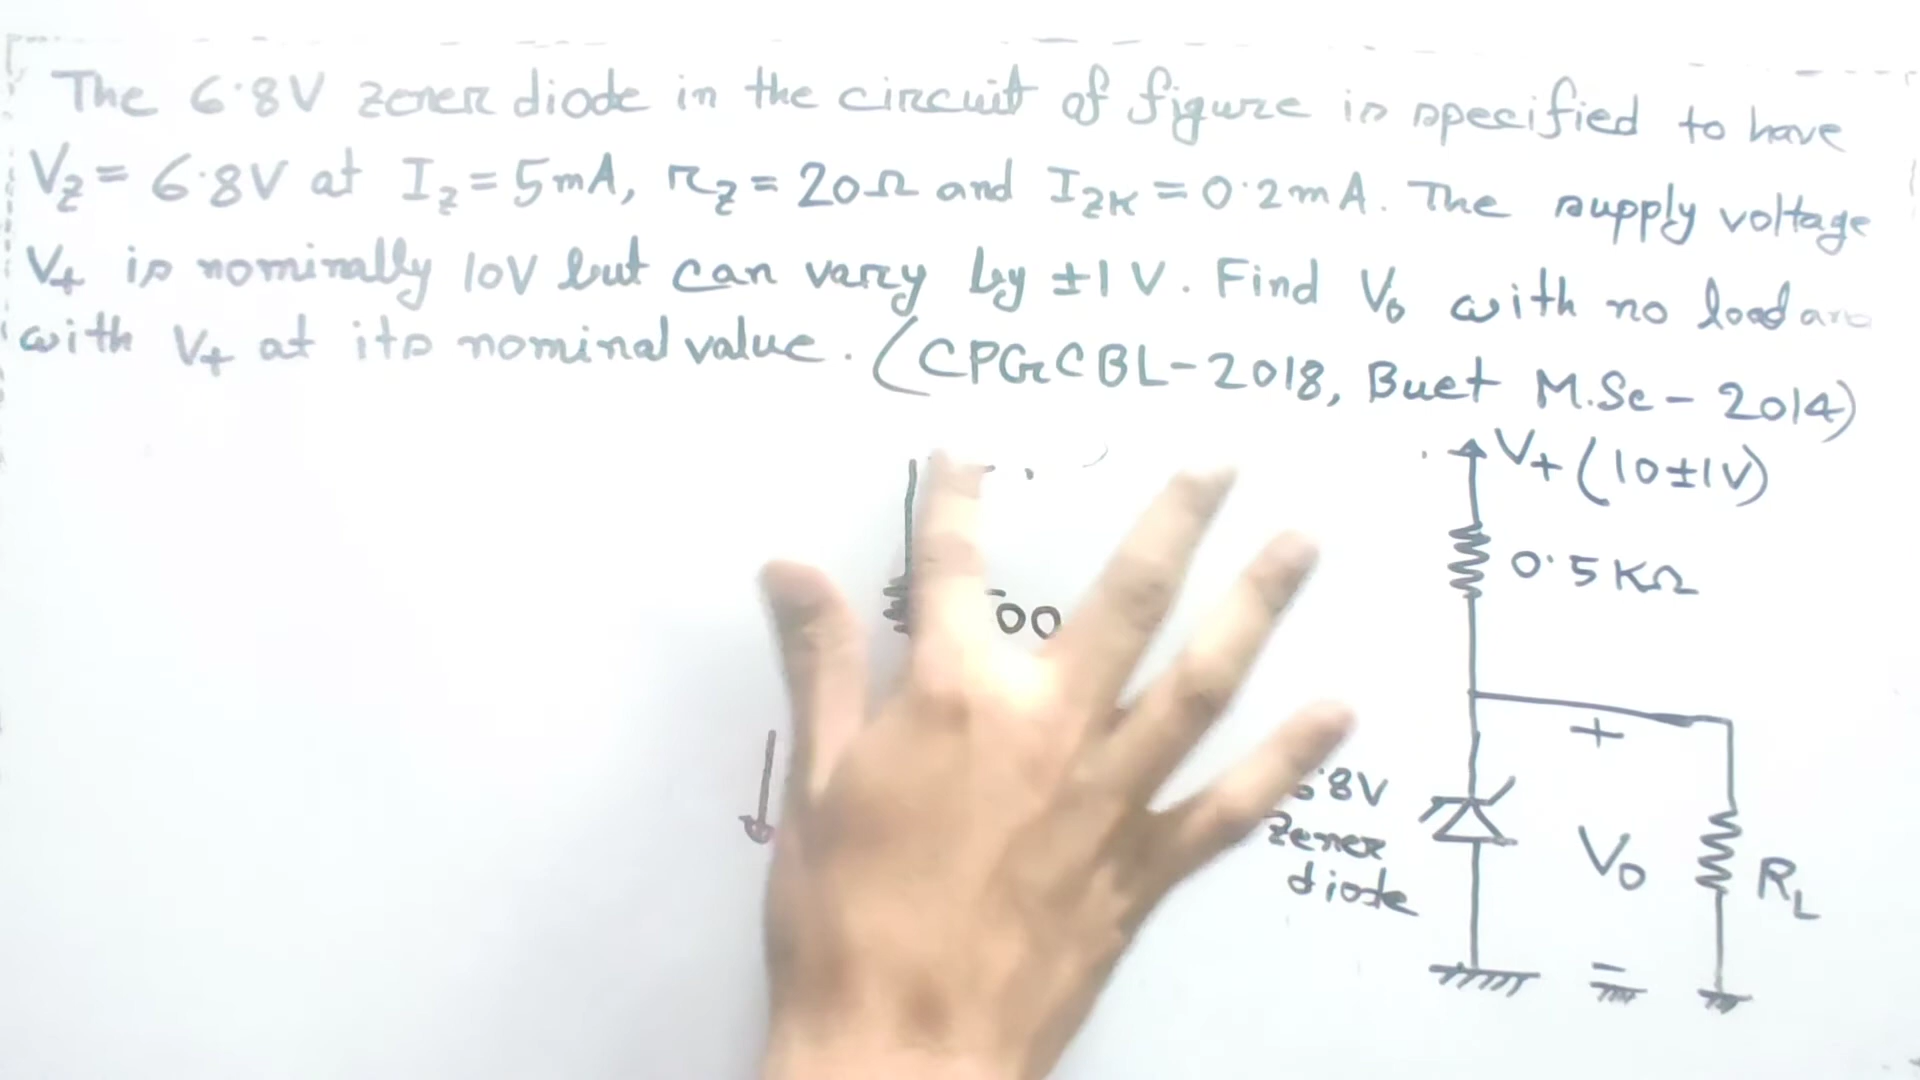 The 6.8V zener diode in the circuit of figure is specified to have
Vz = 6.8V at Iz = 5mA, rz = 20Ω and IzK = 0.2mA. The supply voltage
V+ is nominally 10V but can vary by ±1V. Find Vo with no load
with V+ at its nominal value. (CPGCBL-2018, Buet M.Sc - 2014)
V+ (10±1V)
0.5KΩ
00
+
6.8V
Zener
diode
Vo
RL
-